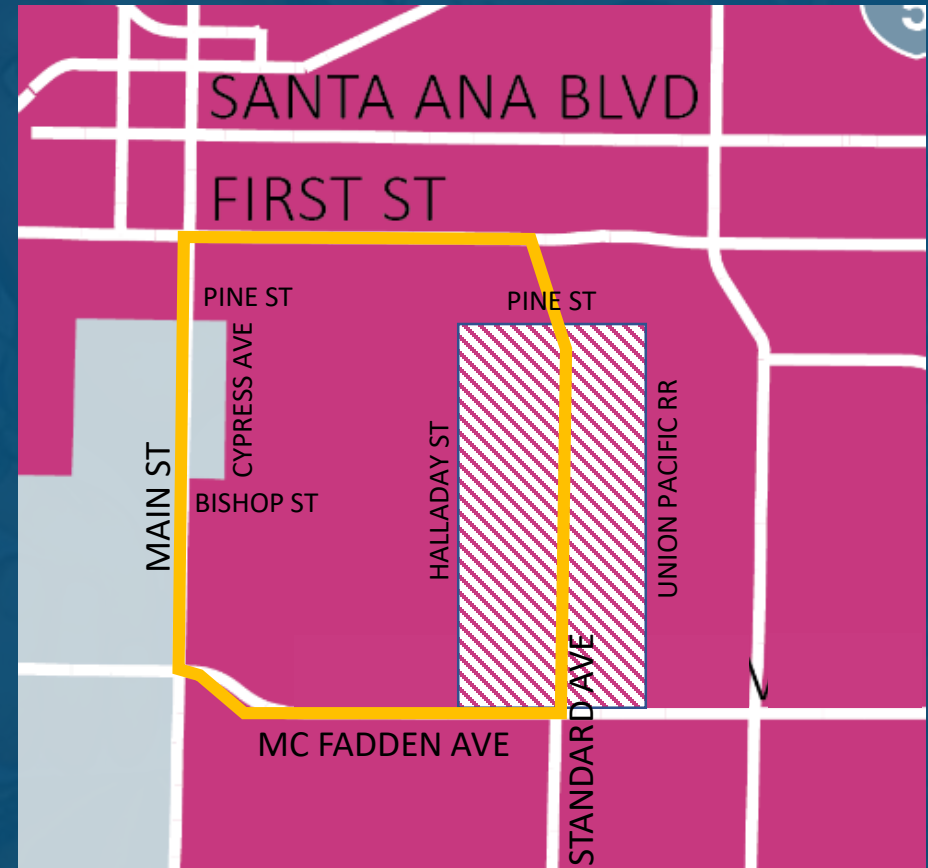 5
SANTA ANA BLVD
FIRST ST
PINE ST
PINE ST
CYPRESS AVE
MAIN ST
BISHOP ST
HALLADAY ST
UNION PACIFIC RR
STANDARD AVE
MC FADDEN AVE